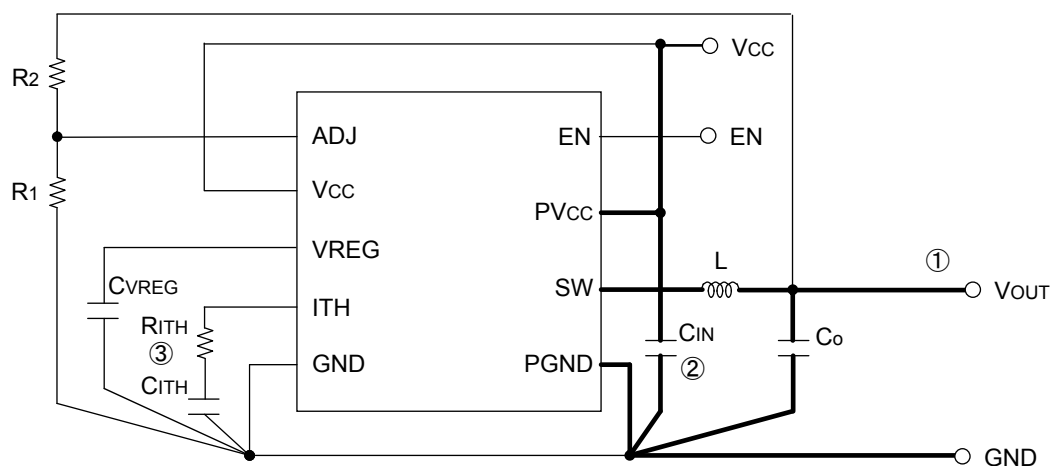 VCC
R2
ADJ
EN
EN
R1
VCC
PVCC
VREG
L
①
CVREG
SW
VOUT
ITH
RITH
③
CIN
②
CO
GND
PGND
CITH
GND